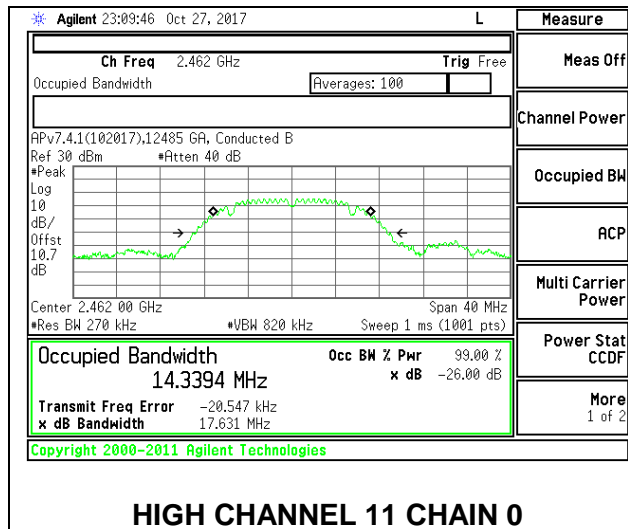 Agilent 23:09:46 Oct 27, 2017 L
Measure
Ch Freq 2.462 GHz Trig Free
Occupied Bandwidth Averages: 100
APv7.4.1(102017),12485 GA, Conducted B
Ref 30 dBm #Atten 40 dB
#Peak
Log
10
dB/
Offst
10.7
dB
Center 2.462 00 GHz Span 40 MHz
#Res BW 270 kHz #VBW 820 kHz Sweep 1 ms (1001 pts)
Occupied Bandwidth Occ BW % Pwr 99.00 %
14.3394 MHz x dB -26.00 dB
Transmit Freq Error -20.547 kHz
x dB Bandwidth 17.631 MHz
Copyright 2000-2011 Agilent Technologies
Meas Off
Channel Power
Occupied BW
ACP
Multi Carrier
Power
Power Stat
CCDF
More
1 of 2
HIGH CHANNEL 11 CHAIN 0